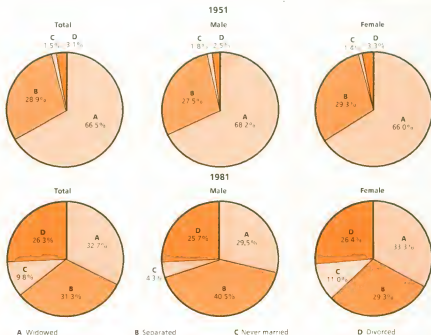 1951
Total
Male
Female
C D
1.5% 3.1%
B
28.9%
A
66.5%
C D
1.8% 2.5%
B
27.5%
A
68.2%
C D
1.4% 3.3%
B
29.3%
A
66.0%
1981
Total
Male
Female
D
26.3%
A
32.7%
C
B
31.3%
D
25.7%
A
29.5%
C
4.3%
B
40.5%
D
26.4%
A
33.3%
C
11.0%
B
29.3%
A Widowed B Separated C Never married D Divorced